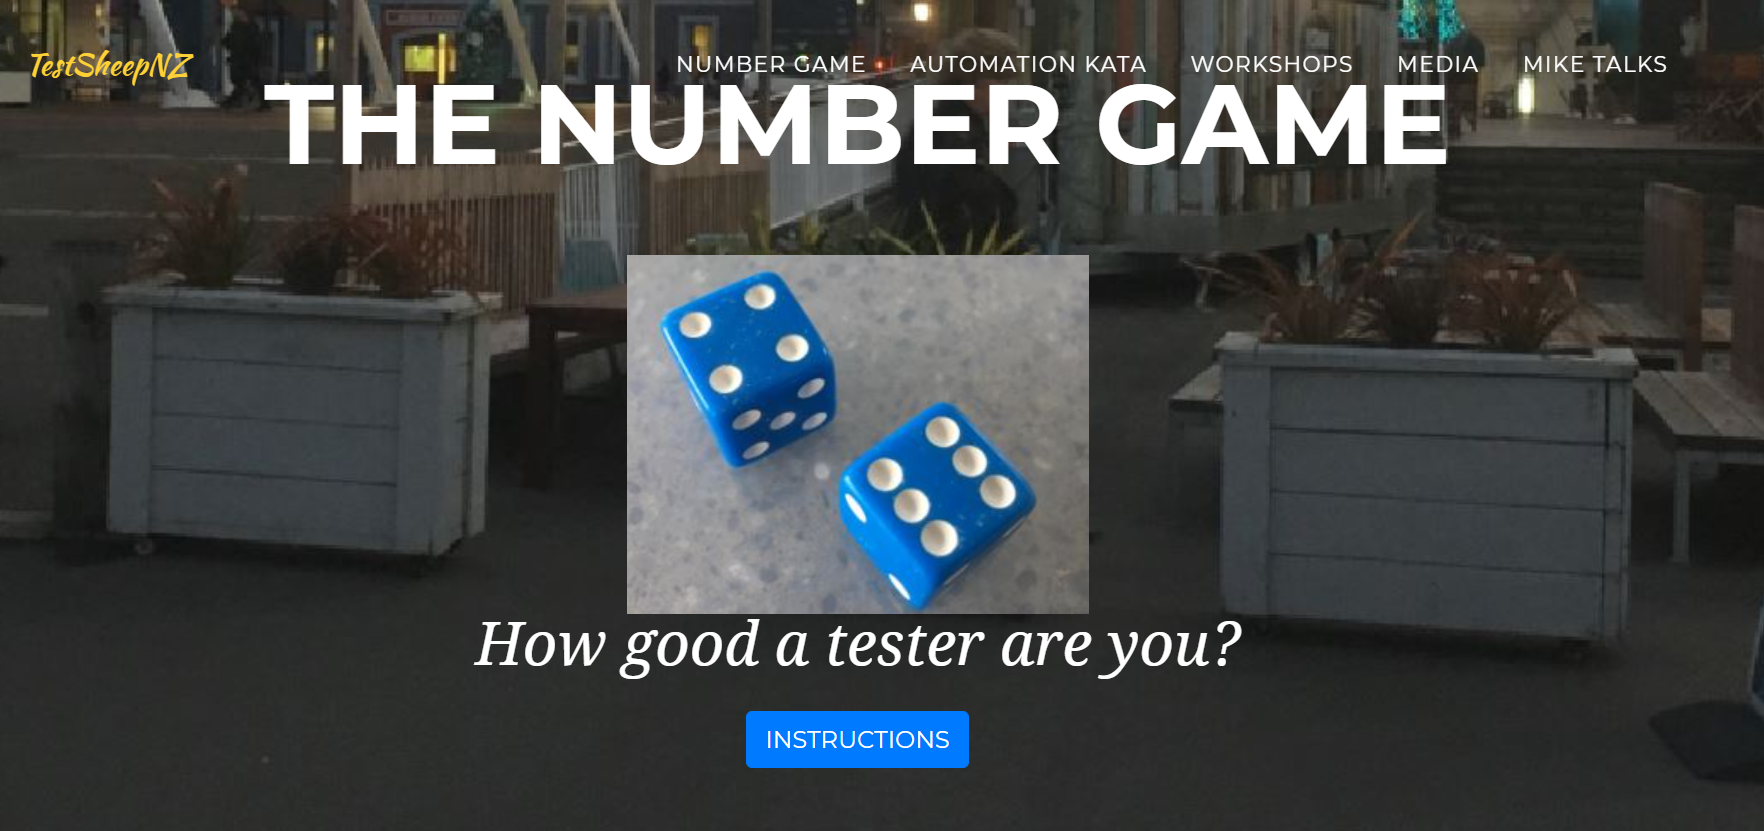 TestSheepNZ
NUMBER GAME AUTOMATION KATA WORKSHOPS MEDIA MIKE TALKS
THE NUMBER GAME
How good a tester are you?
INSTRUCTIONS